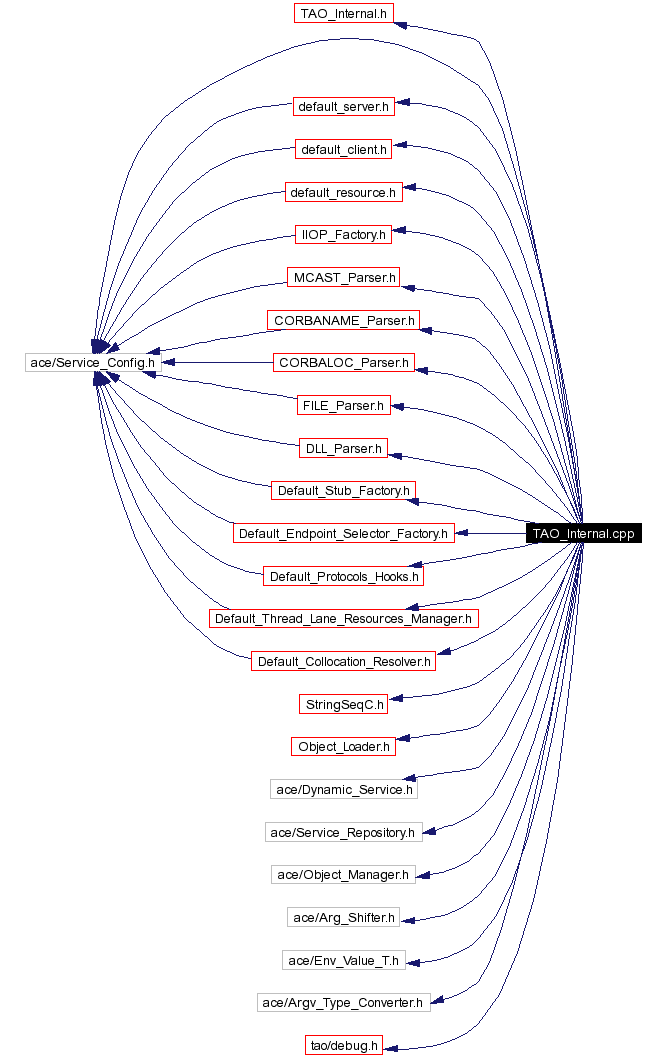 TAO_Internal.h
default_server.h
default_client.h
default_resource.h
IIOP_Factory.h
MCAST_Parser.h
CORBANAME_Parser.h
ace/Service_Config.h
CORBALOC_Parser.h
FILE_Parser.h
DLL_Parser.h
Default_Stub_Factory.h
Default_Endpoint_Selector_Factory.h
TAO_Internal.cpp
Default_Protocols_Hooks.h
Default_Thread_Lane_Resources_Manager.h
Default_Collocation_Resolver.h
StringSeqC.h
Object_Loader.h
ace/Dynamic_Service.h
ace/Service_Repository.h
ace/Object_Manager.h
ace/Arg_Shifter.h
ace/Env_Value_T.h
ace/Argv_Type_Converter.h
tao/debug.h